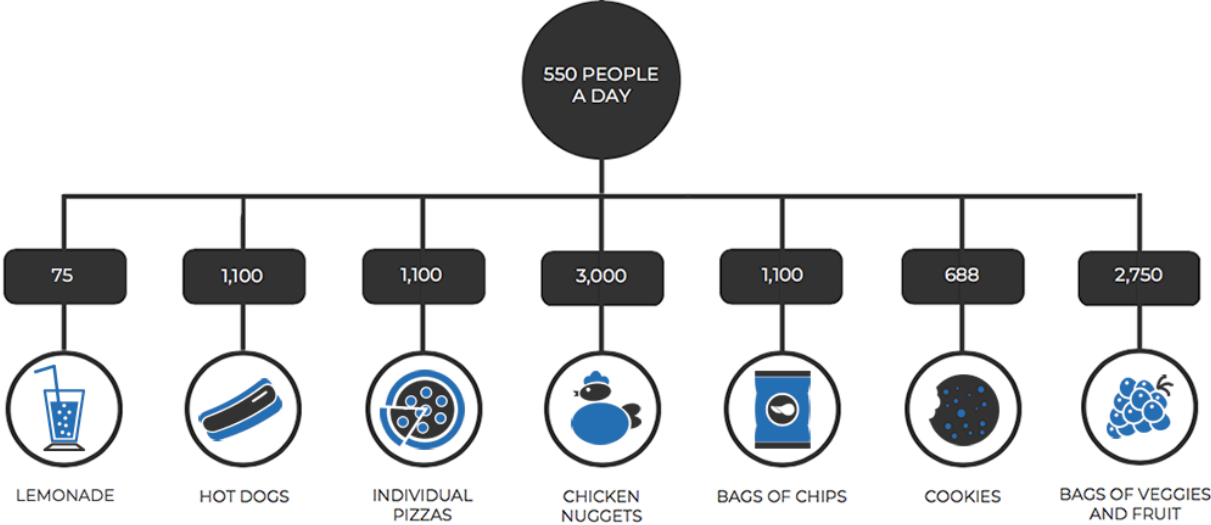 550 PEOPLE
A DAY
75
1,100
1,100
3,000
1,100
688
2,750
LEMONADE
HOT DOGS
INDIVIDUAL
PIZZAS
CHICKEN
NUGGETS
BAGS OF CHIPS
COOKIES
BAGS OF VEGGIES
AND FRUIT